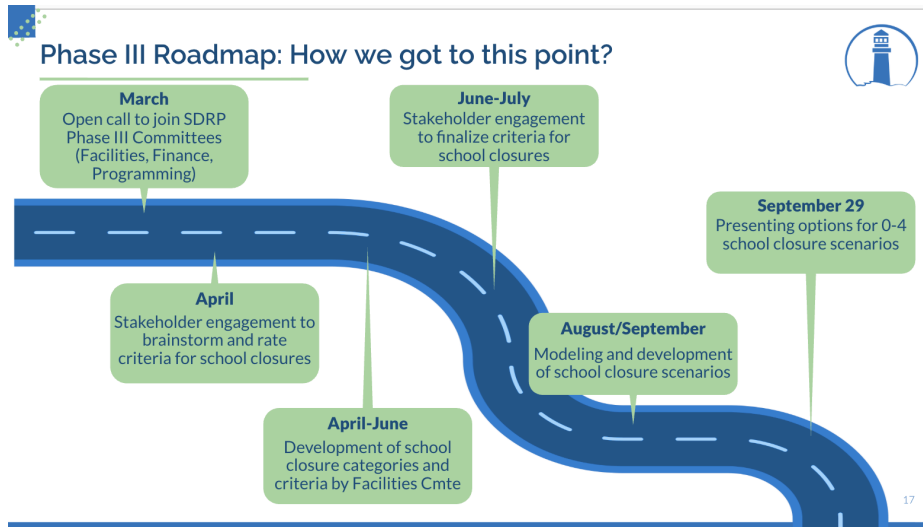 Phase III Roadmap: How we got to this point?
March
Open call to join SDRP
Phase III Committees
(Facilities, Finance,
Programming)
June-July
Stakeholder engagement
to finalize criteria for
school closures
September 29
Presenting options for 0-4
school closure scenarios
April
Stakeholder engagement to
brainstorm and rate
criteria for school closures
August/September
Modeling and development
of school closure scenarios
April-June
Development of school
closure categories and
criteria by Facilities Cmte
17